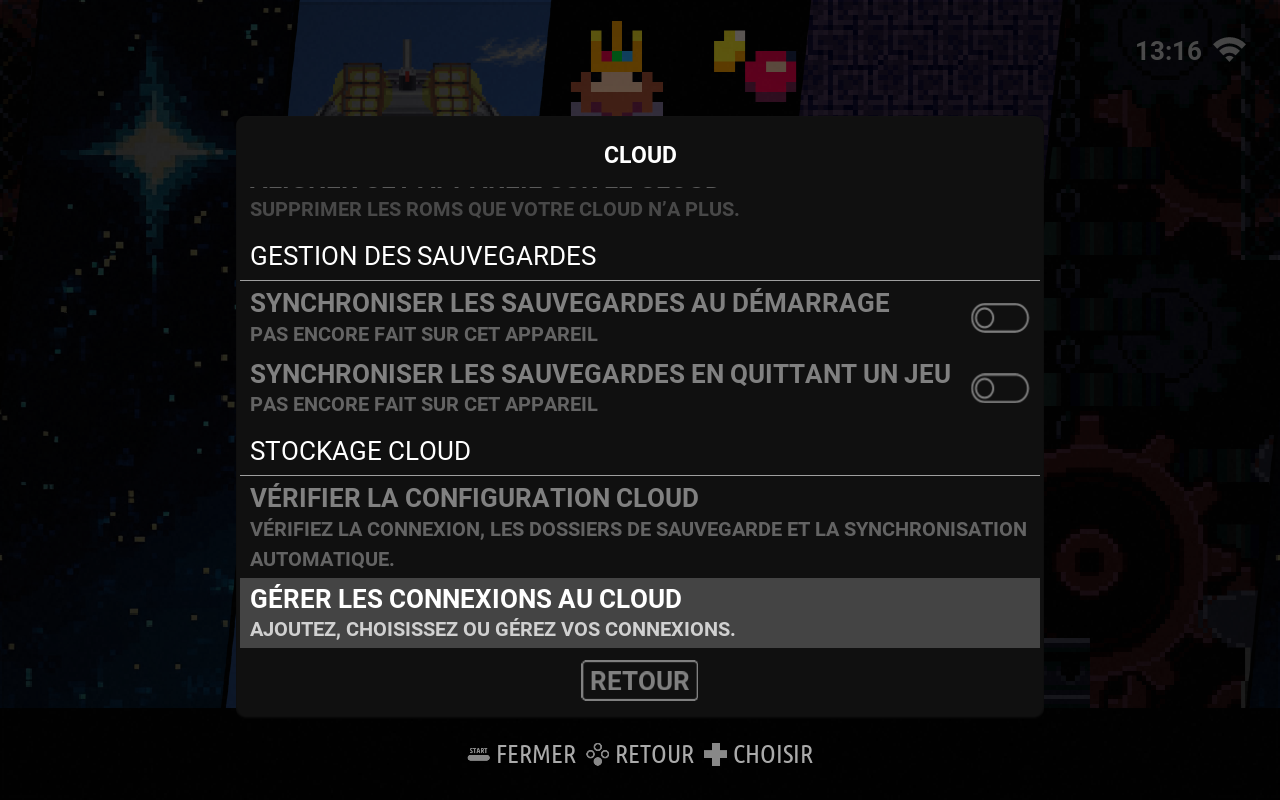 13:16
CLOUD
SUPPRIMER LES ROMS QUE VOTRE CLOUD N’A PLUS.
GESTION DES SAUVEGARDES
SYNCHRONISER LES SAUVEGARDES AU DÉMARRAGE
PAS ENCORE FAIT SUR CET APPAREIL
SYNCHRONISER LES SAUVEGARDES EN QUITTANT UN JEU
PAS ENCORE FAIT SUR CET APPAREIL
STOCKAGE CLOUD
VÉRIFIER LA CONFIGURATION CLOUD
VÉRIFIEZ LA CONNEXION, LES DOSSIERS DE SAUVEGARDE ET LA SYNCHRONISATION
AUTOMATIQUE.
GÉRER LES CONNEXIONS AU CLOUD
AJOUTEZ, CHOISISSEZ OU GÉREZ VOS CONNEXIONS.
RETOUR
START FERMER RETOUR CHOISIR